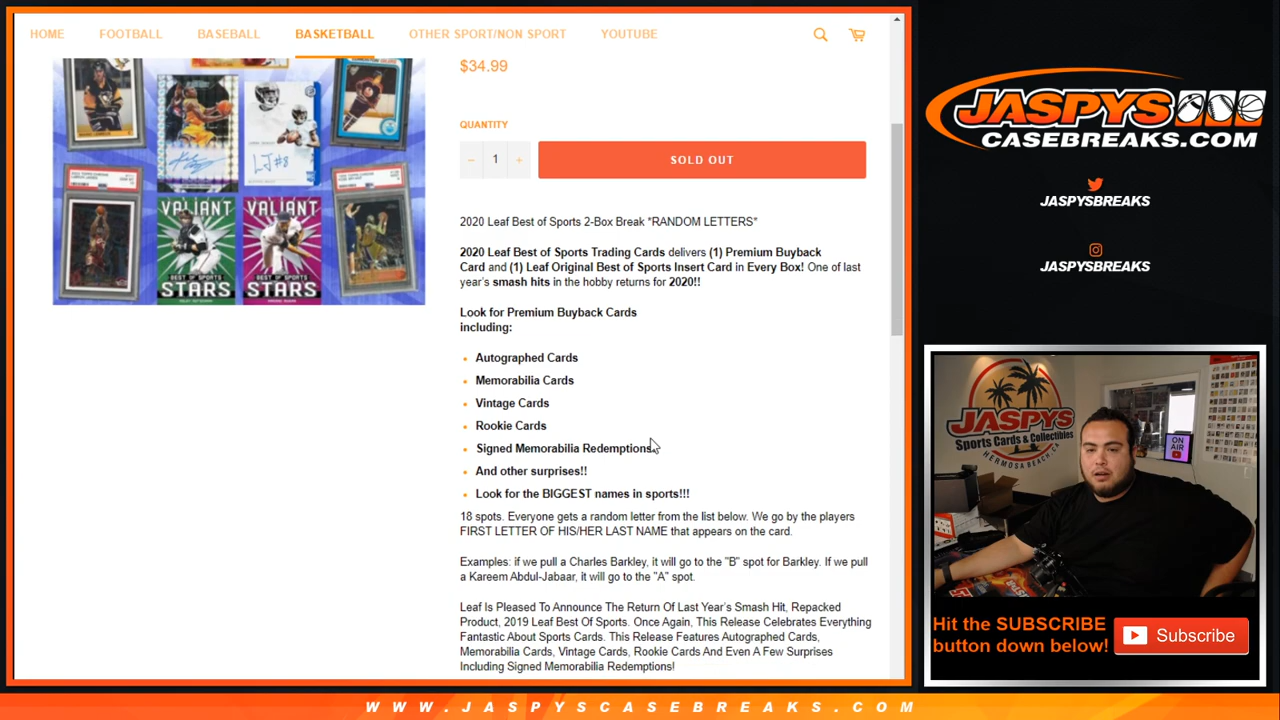 HOME FOOTBALL BASEBALL BASKETBALL OTHER SPORT/NON SPORT YOUTUBE
$34.99
QUANTITY
− 1 + SOLD OUT
VALIANT VALIANT
BEST OF SPORTS BEST OF SPORTS
STARS STARS
2020 Leaf Best of Sports 2-Box Break "RANDOM LETTERS"
2020 Leaf Best of Sports Trading Cards delivers (1) Premium Buyback
Card and (1) Leaf Original Best of Sports Insert Card in Every Box! One of last
year's smash hits in the hobby returns for 2020!!
Look for Premium Buyback Cards
including:
Autographed Cards
Memorabilia Cards
Vintage Cards
Rookie Cards
Signed Memorabilia Redemptions
And other surprises!!
Look for the BIGGEST names in sports!!!
18 spots. Everyone gets a random letter from the list below. We go by the players
FIRST LETTER OF HIS/HER LAST NAME that appears on the card.
Examples: if we pull a Charles Barkley, it will go to the "B" spot for Barkley. If we pull
a Kareem Abdul-Jabaar, it will go to the "A" spot.
Leaf Is Pleased To Announce The Return Of Last Year's Smash Hit, Repacked
Product, 2019 Leaf Best Of Sports. Once Again, This Release Celebrates Everything
Fantastic About Sports Cards. This Release Features Autographed Cards,
Memorabilia Cards, Vintage Cards, Rookie Cards And Even A Few Surprises
Including Signed Memorabilia Redemptions!
JASPYS
CASEBREAKS.COM
JASPYSBREAKS
JASPYSBREAKS
JASPYS
Sports Cards & Collectibles
HERMOSA BEACH, CA
ON
AIR
Hit the SUBSCRIBE
button down below!
Subscribe
WWW.JASPYSCASEBREAKS.COM